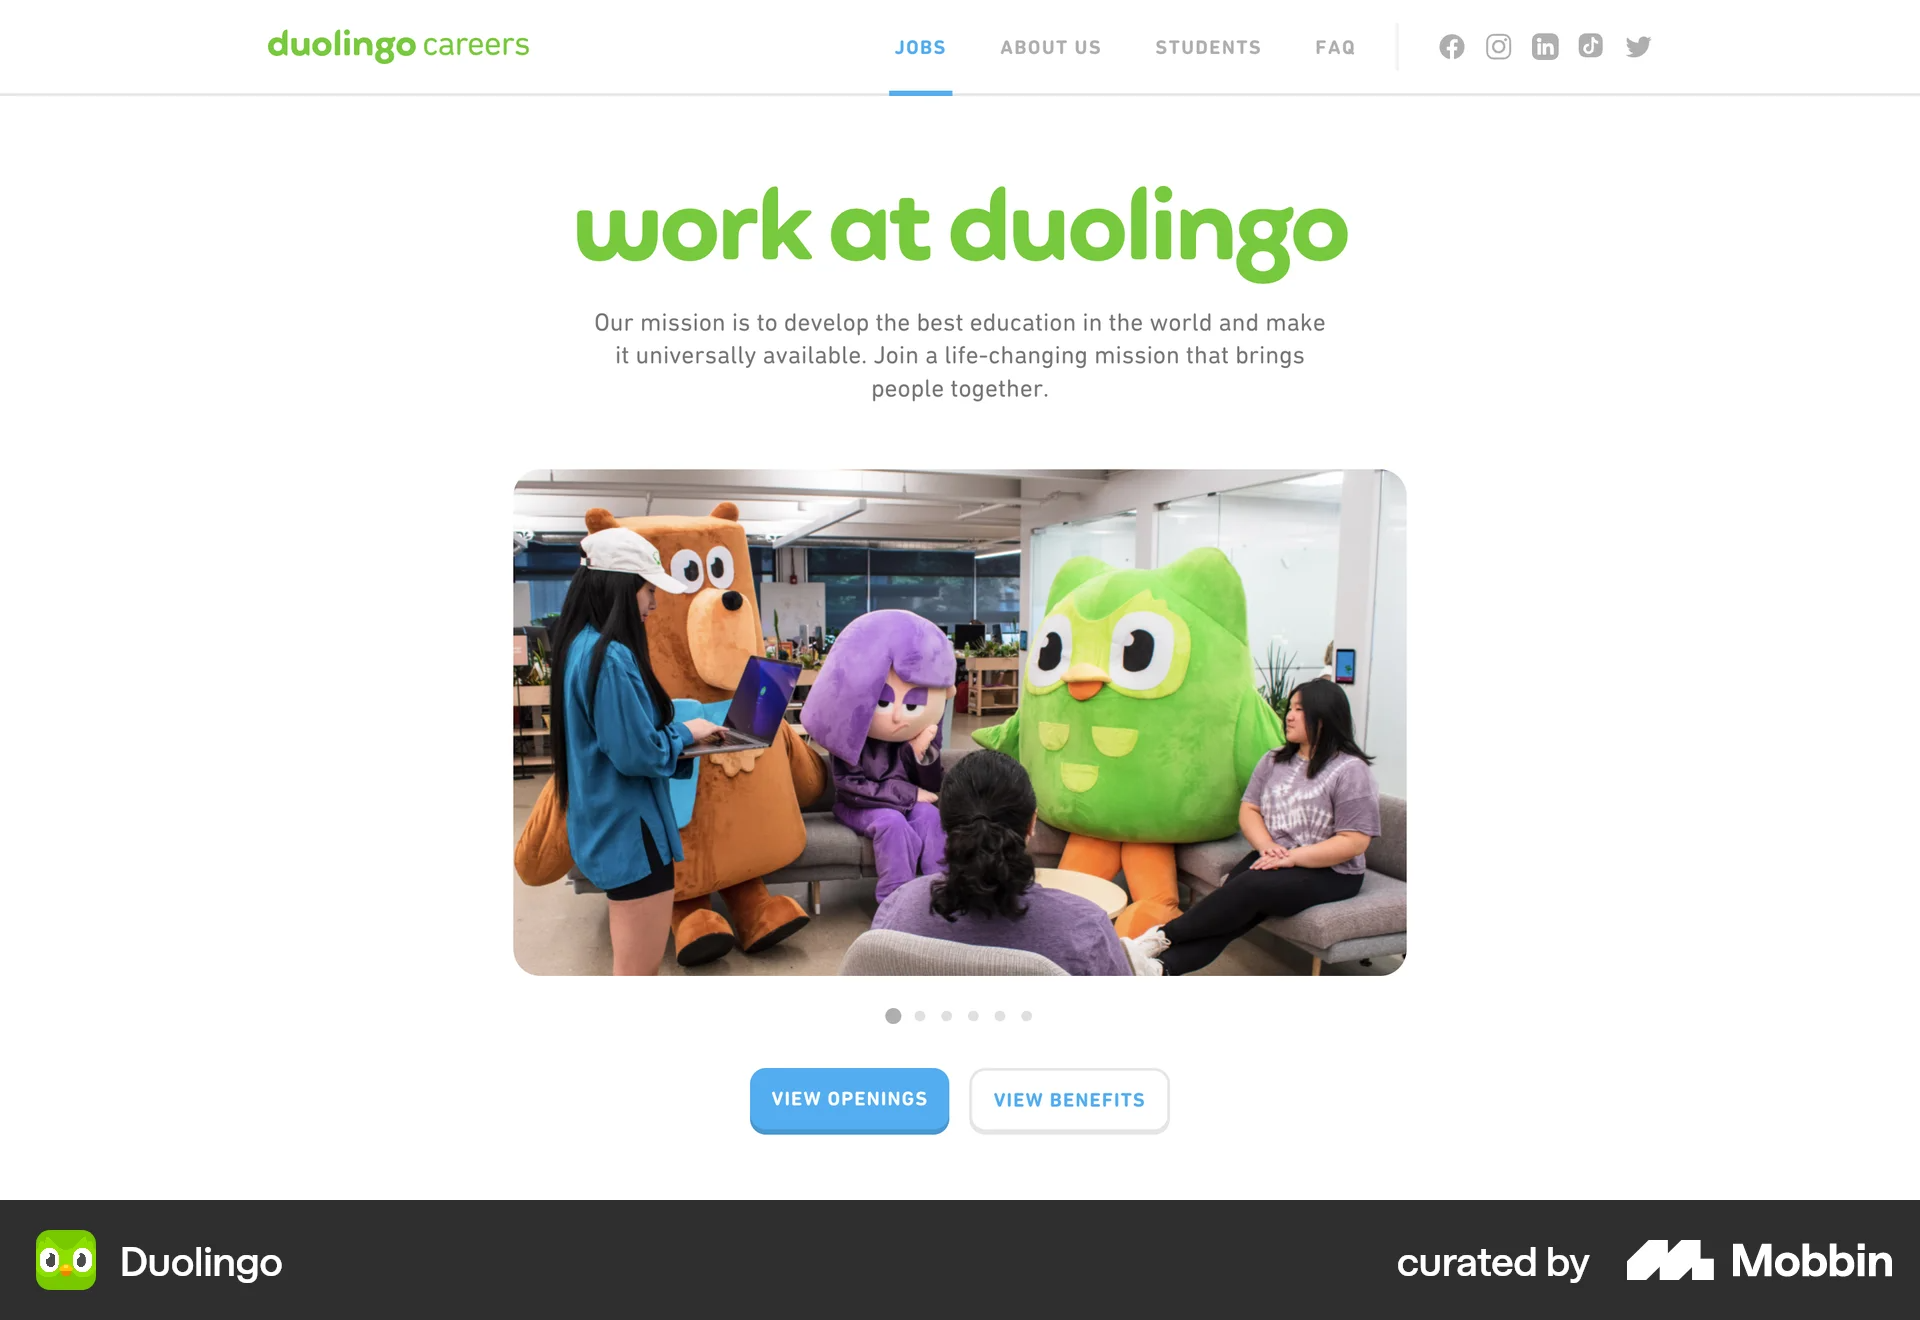 duolingo careers
JOBS
ABOUT US
STUDENTS
FAQ
work at duolingo
Our mission is to develop the best education in the world and make
it universally available. Join a life-changing mission that brings
people together.
VIEW OPENINGS
VIEW BENEFITS
Duolingo
curated by
Mobbin